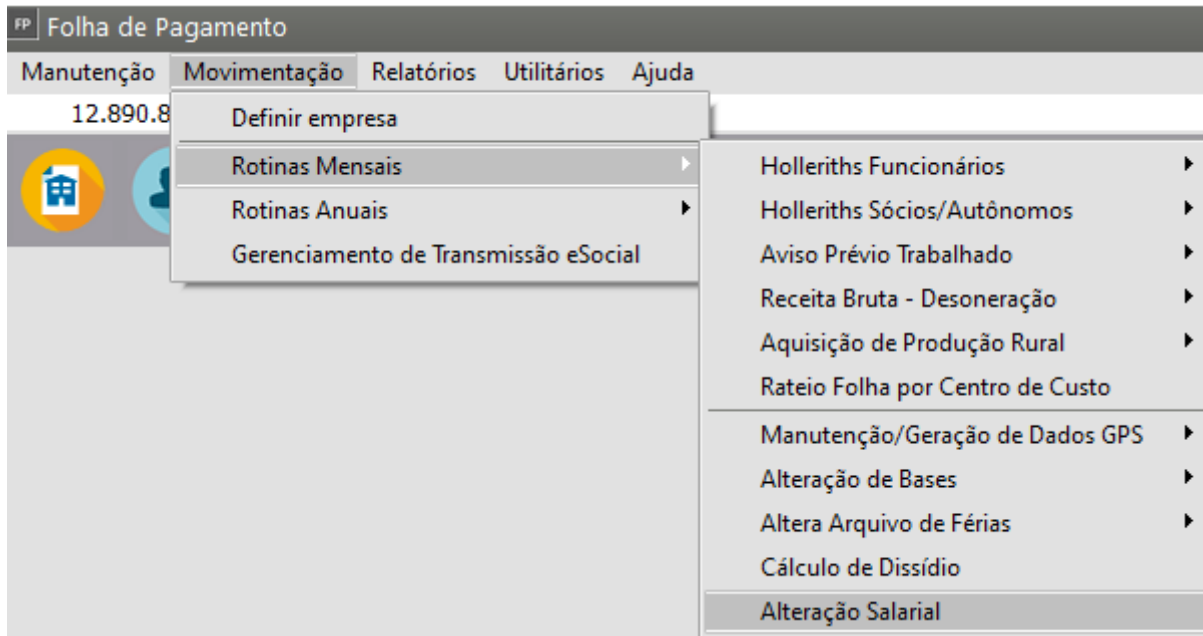 FP Folha de Pagamento
Manutenção Movimentação Relatórios Utilitários Ajuda
12.890.8
Definir empresa
Rotinas Mensais
Rotinas Anuais
Gerenciamento de Transmissão eSocial
Holleriths Funcionários
Holleriths Sócios/Autônomos
Aviso Prévio Trabalhado
Receita Bruta - Desoneração
Aquisição de Produção Rural
Rateio Folha por Centro de Custo
Manutenção/Geração de Dados GPS
Alteração de Bases
Altera Arquivo de Férias
Cálculo de Dissídio
Alteração Salarial